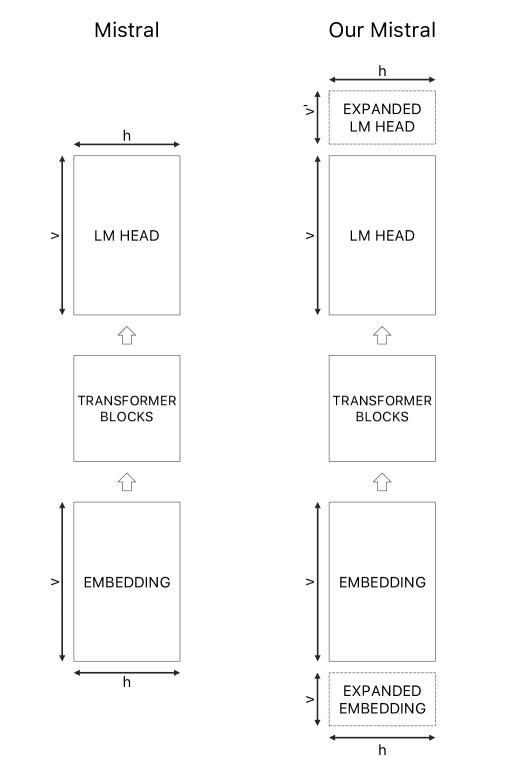 Mistral
h
v
LM HEAD
TRANSFORMER
BLOCKS
v
EMBEDDING
h
Our Mistral
h
v'
EXPANDED
LM HEAD
v
LM HEAD
TRANSFORMER
BLOCKS
v
EMBEDDING
v
EXPANDED
EMBEDDING
h